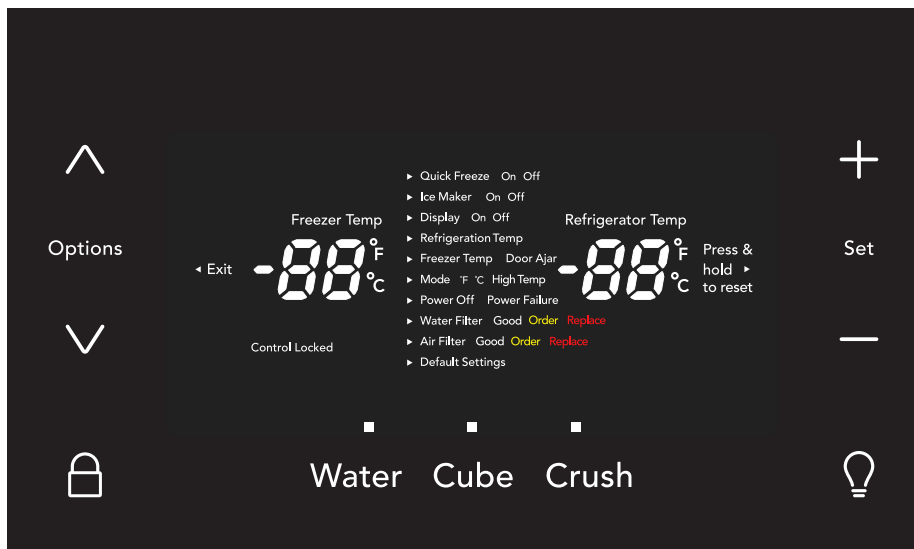 Quick Freeze On Off
Ice Maker On Off
Display On Off
Refrigeration Temp
Freezer Temp Door Ajar
Mode °F °C High Temp
Power Off Power Failure
Water Filter Good Order Replace
Air Filter Good Order Replace
Default Settings
Freezer Temp
-88 °F °C
Refrigerator Temp
-88 °F °C
Options
Exit
Control Locked
Press &
hold
to reset
Set
Water Cube Crush